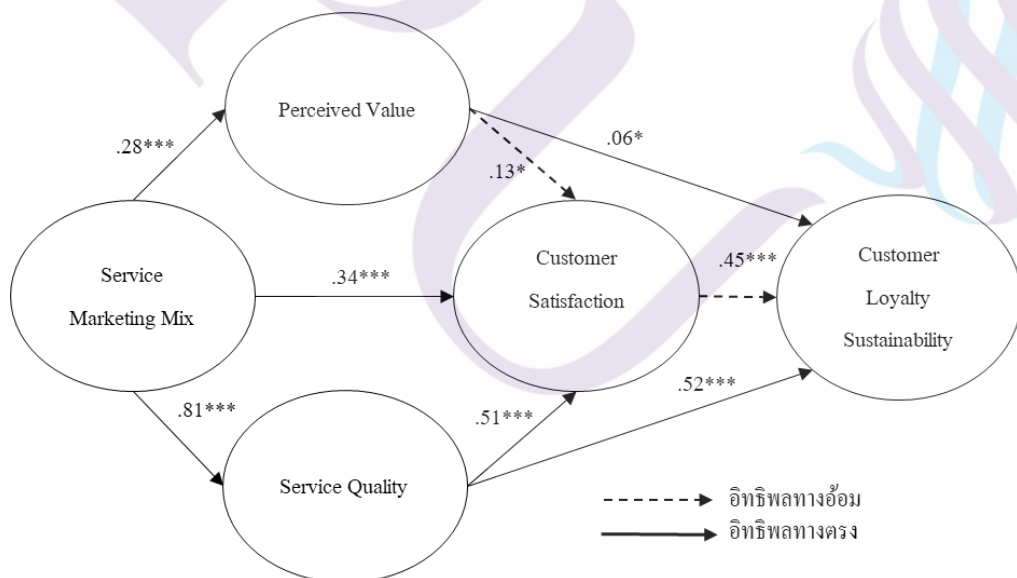 Perceived Value
.28***
.06*
.13*
Service
Marketing Mix
.34***
Customer
Satisfaction
.45***
Customer
Loyalty
Sustainability
.81***
.51***
.52***
Service Quality
อิทธิพลทางอ้อม
อิทธิพลทางตรง